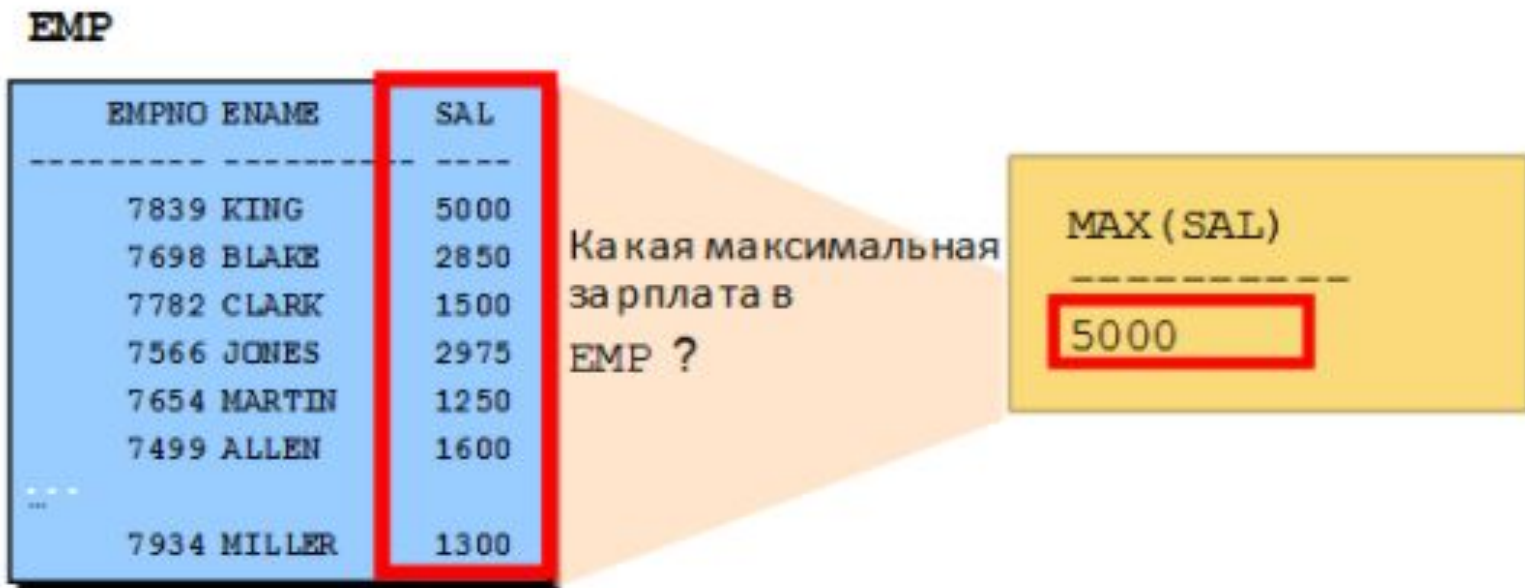 EMP
EMPNO ENAME SAL
--------- ---------- ----
7839 KING 5000
7698 BLAKE 2850
7782 CLARK 1500
7566 JONES 2975
7654 MARTIN 1250
7499 ALLEN 1600
...
7934 MILLER 1300
Какая максимальная
зарплата в
EMP ?
MAX(SAL)
----------
5000